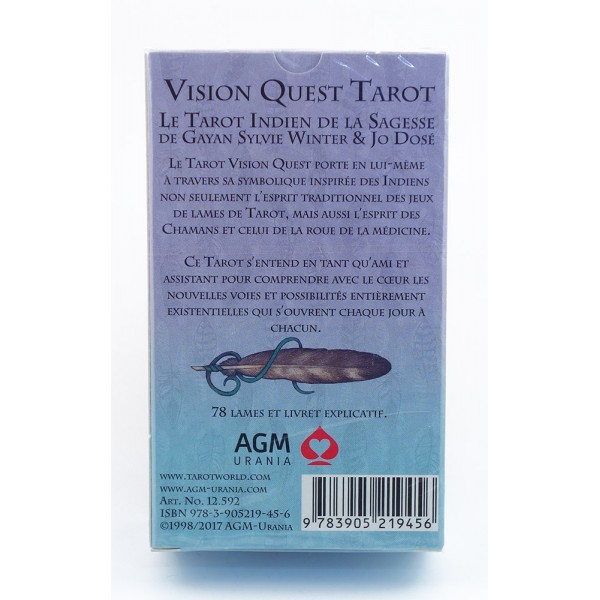 Vision Quest Tarot
Le Tarot Indien de la Sagesse
de Gayan Sylvie Winter & Jo Dosé
Le Tarot Vision Quest porte en lui-même
à travers sa symbolique inspirée des Indiens
non seulement l'esprit traditionnel des jeux
de lames de Tarot, mais aussi l'esprit des
Chamans et celui de la roue de la médicine.
Ce Tarot s'entend en tant qu'ami et
assistant pour comprendre avec le cœur les
nouvelles voies et possibilités entièrement
existentielles qui s'ouvrent chaque jour à
chacun.
78 lames et livret explicatif.
AGM
URANIA
www.tarotworld.com
www.agm-urania.com
Art. No. 12.592
ISBN 978-3-905219-45-6
©1998/2017 AGM-Urania
9 783905 219456